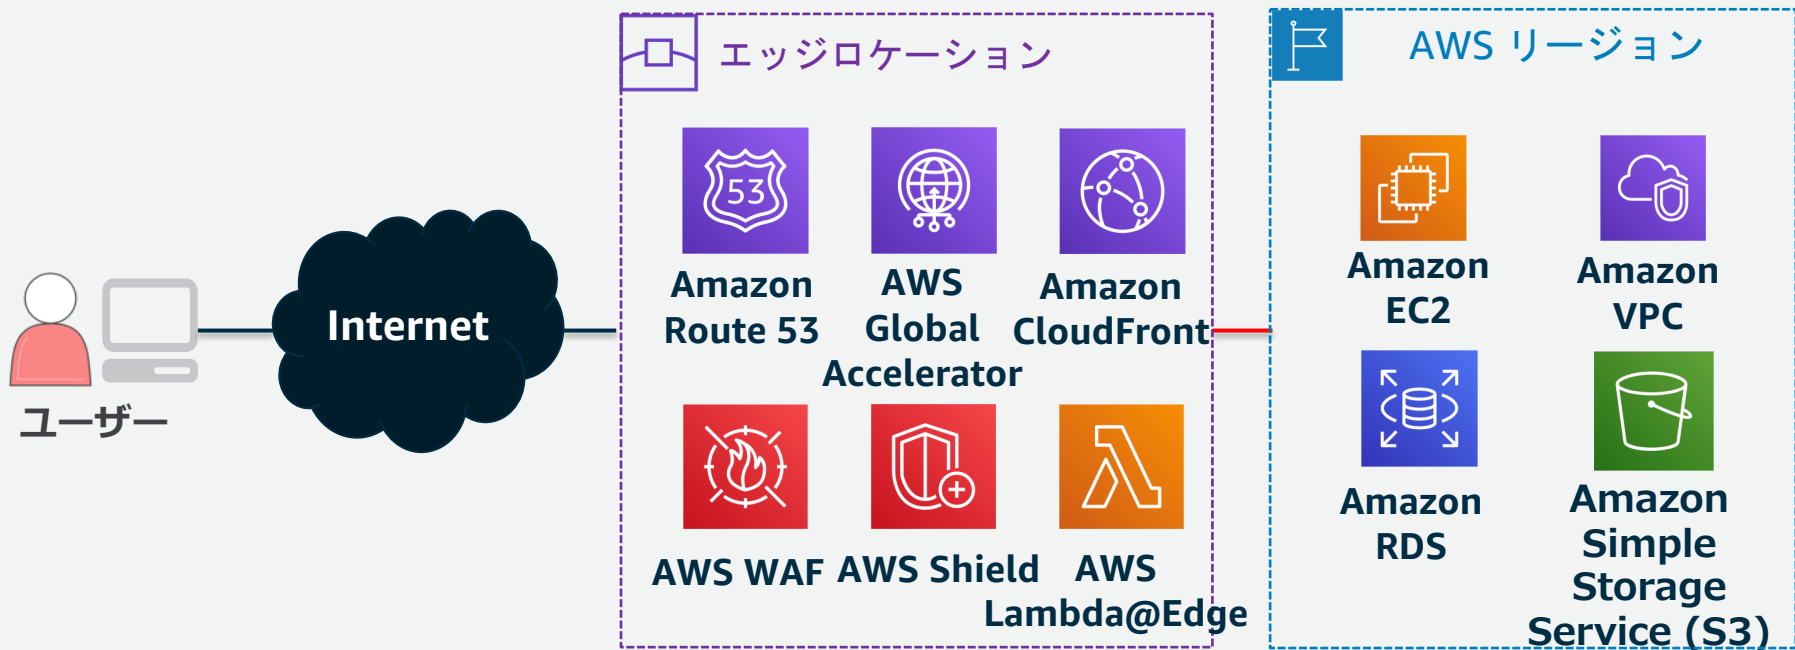 エッジロケーション
AWS リージョン
53
Amazon
Route 53
AWS
Global
Accelerator
Amazon
CloudFront
Amazon
EC2
Amazon
VPC
Internet
ユーザー
AWS WAF
AWS Shield
AWS
Lambda@Edge
Amazon
RDS
Amazon
Simple
Storage
Service (S3)